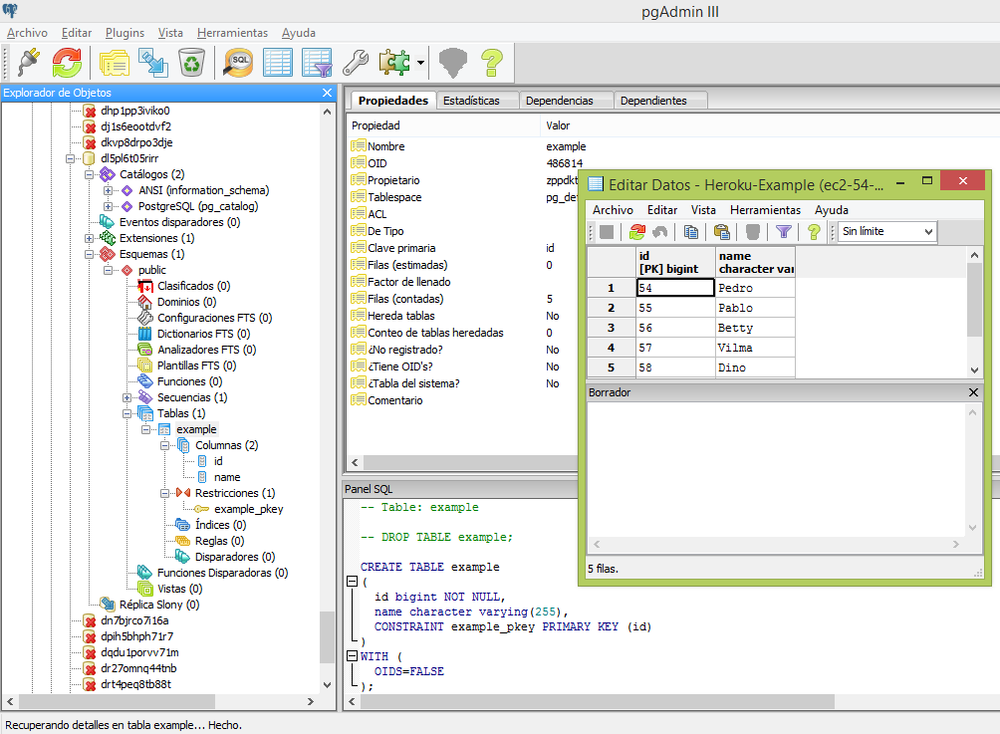 pgAdmin III
Archivo Editar Plugins Vista Herramientas Ayuda
SQL
Explorador de Objetos
dhp1pp3iviko0
dj1s6eootdvf2
dkvp8drpo3dje
dl5pl6t05rirr
Catálogos (2)
ANSI (information_schema)
PostgreSQL (pg_catalog)
Eventos disparadores (0)
Extensiones (1)
Esquemas (1)
public
Clasificados (0)
Dominios (0)
Configuraciones FTS (0)
Dictionarios FTS (0)
Analizadores FTS (0)
Plantillas FTS (0)
Funciones (0)
Secuencias (1)
Tablas (1)
example
Columnas (2)
id
name
Restricciones (1)
example_pkey
Índices (0)
Reglas (0)
Disparadores (0)
Funciones Disparadoras (0)
Vistas (0)
Réplica Slony (0)
dn7bjrco7i16a
dpih5bhph71r7
dqdu1porvv71m
dr27omnq44tnb
drt4peq8tb88t
Propiedades Estadísticas Dependencias Dependientes
Propiedad Valor
Nombre example
OID 486814
Propietario zppdkt
Tablespace pg_def
ACL
De Tipo
Clave primaria id
Filas (estimadas) 0
Factor de llenado
Filas (contadas) 5
Hereda tablas No
Conteo de tablas heredadas 0
¿No registrado? No
¿Tiene OID's? No
¿Tabla del sistema? No
Comentario
Panel SQL
-- Table: example
-- DROP TABLE example;
CREATE TABLE example
(
id bigint NOT NULL,
name character varying(255),
CONSTRAINT example_pkey PRIMARY KEY (id)
)
WITH (
OIDS=FALSE
);
Editar Datos - Heroku-Example (ec2-54-...
Archivo Editar Vista Herramientas Ayuda
Sin límite
id name
[PK] bigint character var
1 54 Pedro
2 55 Pablo
3 56 Betty
4 57 Vilma
5 58 Dino
Borrador
5 filas.
Recuperando detalles en tabla example... Hecho.